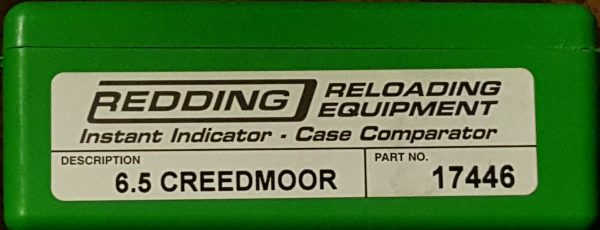 REDDING RELOADING
EQUIPMENT
Instant Indicator - Case Comparator
DESCRIPTION PART NO.
6.5 CREEDMOOR 17446